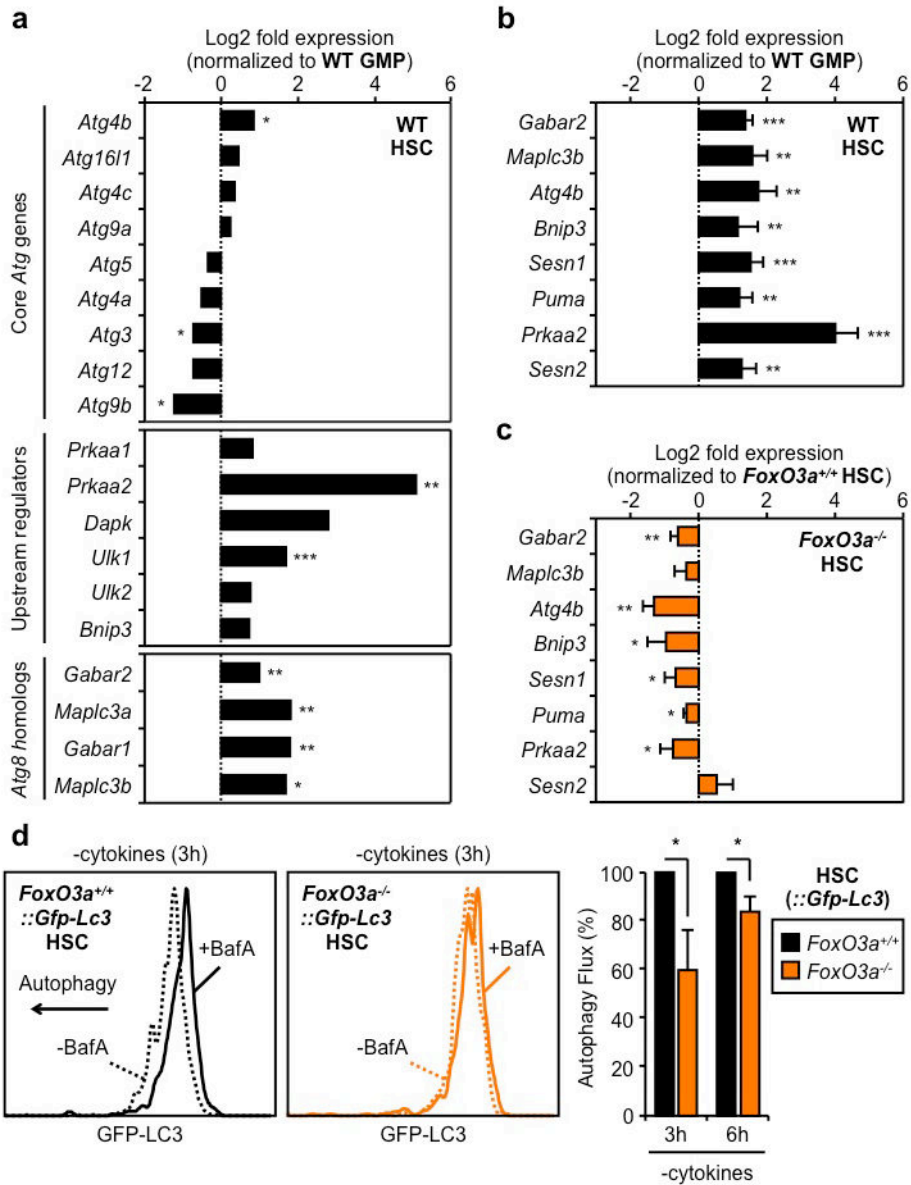 a
Log2 fold expression
(normalized to WT GMP)
-2 0 2 4 6
Core Atg genes
Atg4b *
WT
HSC
Atg16l1
Atg4c
Atg9a
Atg5
Atg4a
Atg3 *
Atg12
Atg9b *
Upstream regulators
Prkaa1
Prkaa2 **
Dapk
Ulk1 ***
Ulk2
Bnip3
Atg8 homologs
Gabar2 **
Maplc3a **
Gabar1 **
Maplc3b *
b
Log2 fold expression
(normalized to WT GMP)
-2 0 2 4 6
Gabar2 ***
WT
HSC
Maplc3b **
Atg4b **
Bnip3 **
Sesn1 ***
Puma **
Prkaa2 ***
Sesn2 **
c
Log2 fold expression
(normalized to FoxO3a+/+ HSC)
-2 0 2 4 6
Gabar2 **
FoxO3a-/-
HSC
Maplc3b
Atg4b **
Bnip3 *
Sesn1 *
Puma *
Prkaa2 *
Sesn2
d
-cytokines (3h)
FoxO3a+/+
::Gfp-Lc3
HSC
+BafA
Autophagy
-BafA
GFP-LC3
-cytokines (3h)
FoxO3a-/-
::Gfp-Lc3
HSC
+BafA
-BafA
GFP-LC3
Autophagy Flux (%)
100
80
60
40
20
0
* *
3h 6h
-cytokines
HSC
(::Gfp-Lc3)
FoxO3a+/+
FoxO3a-/-